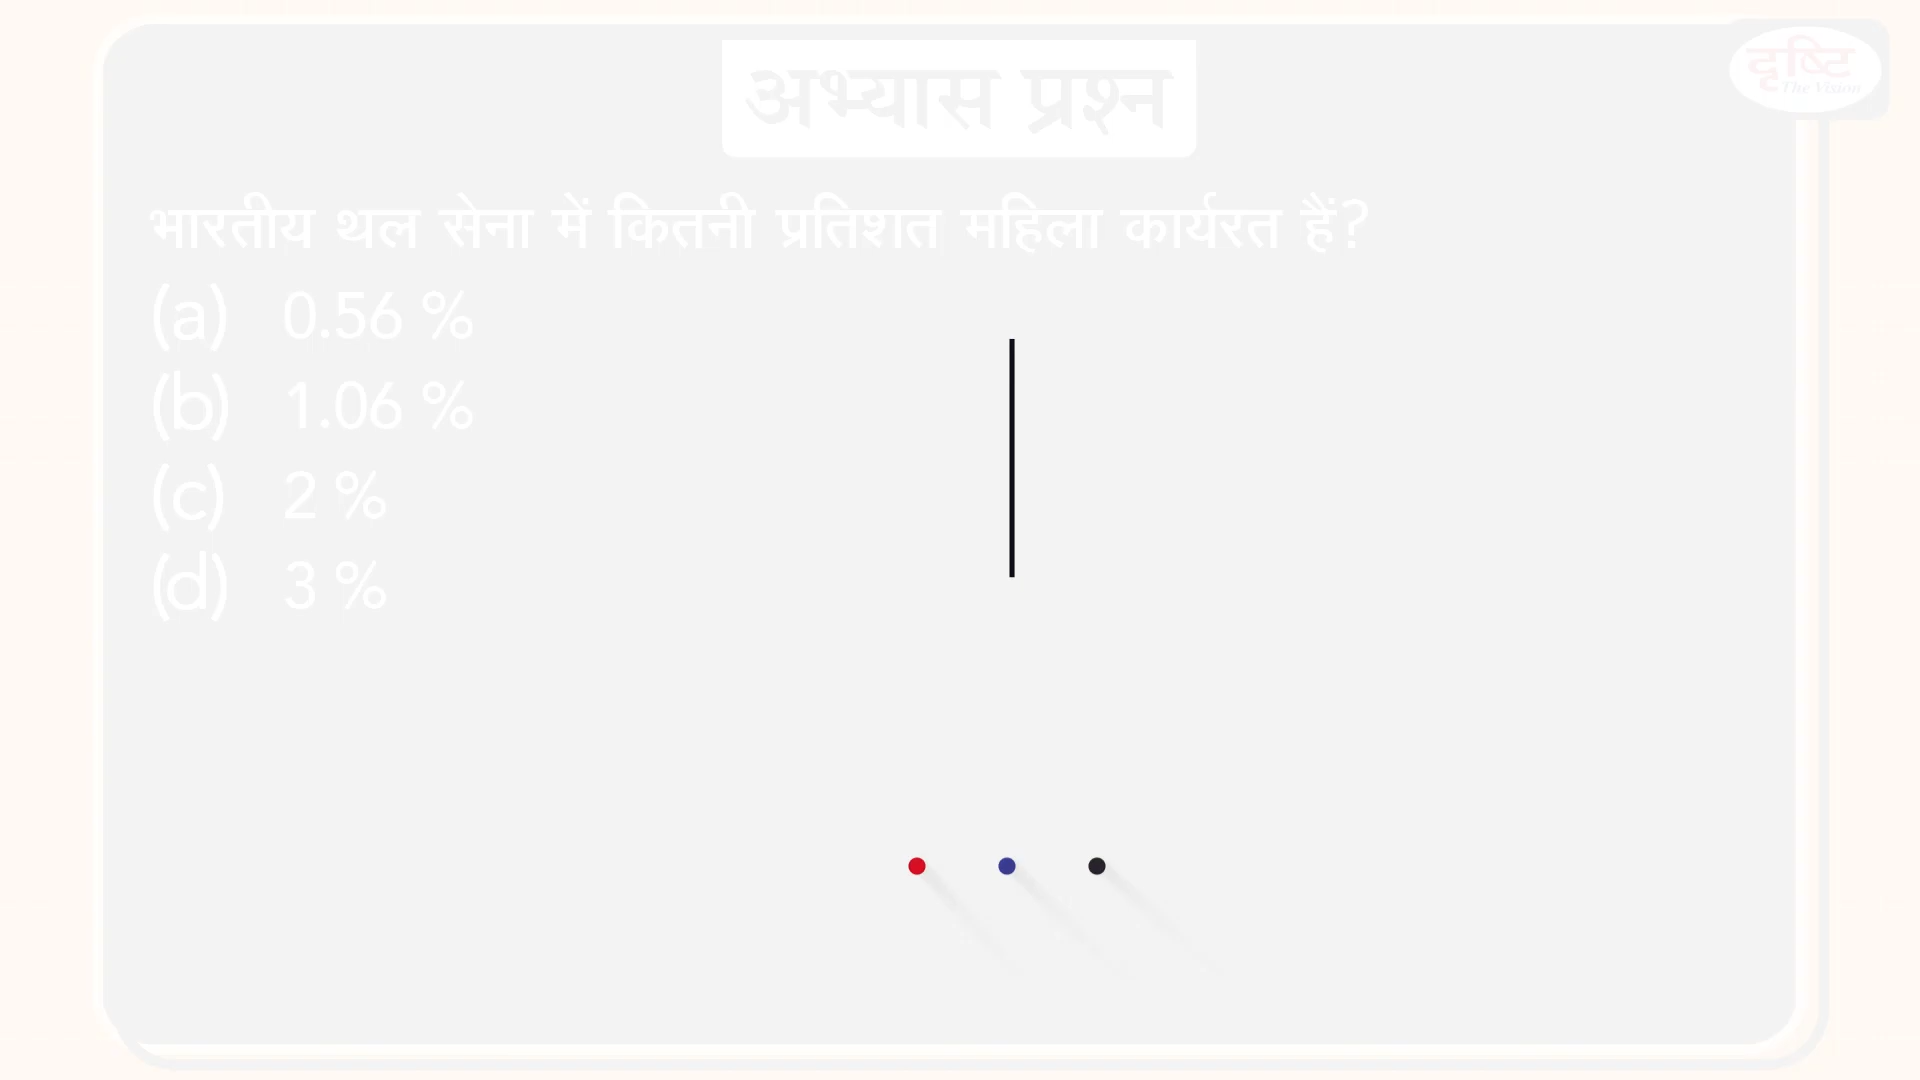 दृष्टि
The Vision
अभ्यास प्रश्न
भारतीय थल सेना में कितनी प्रतिशत महिला कार्यरत हैं?
(a) 0.56 %
(b) 1.06 %
(c) 2 %
(d) 3 %